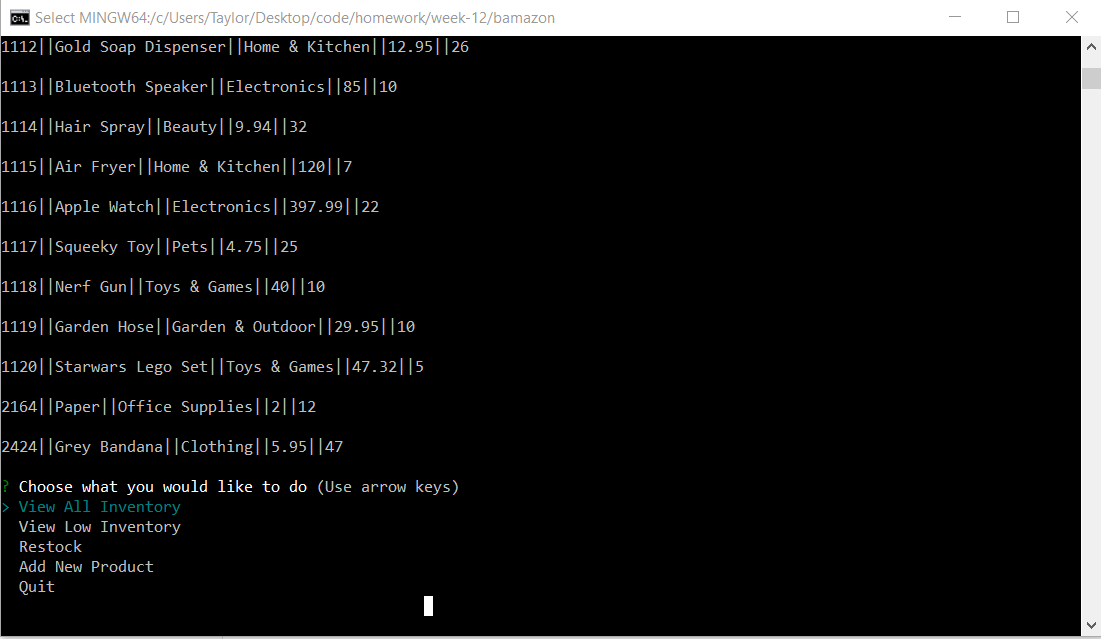 Select MINGW64:/c/Users/Taylor/Desktop/code/homework/week-12/bamazon
1112||Gold Soap Dispenser||Home & Kitchen||12.95||26
1113||Bluetooth Speaker||Electronics||85||10
1114||Hair Spray||Beauty||9.94||32
1115||Air Fryer||Home & Kitchen||120||7
1116||Apple Watch||Electronics||397.99||22
1117||Squeeky Toy||Pets||4.75||25
1118||Nerf Gun||Toys & Games||40||10
1119||Garden Hose||Garden & Outdoor||29.95||10
1120||Starwars Lego Set||Toys & Games||47.32||5
2164||Paper||Office Supplies||2||12
2424||Grey Bandana||Clothing||5.95||47
? Choose what you would like to do (Use arrow keys)
> View All Inventory
View Low Inventory
Restock
Add New Product
Quit